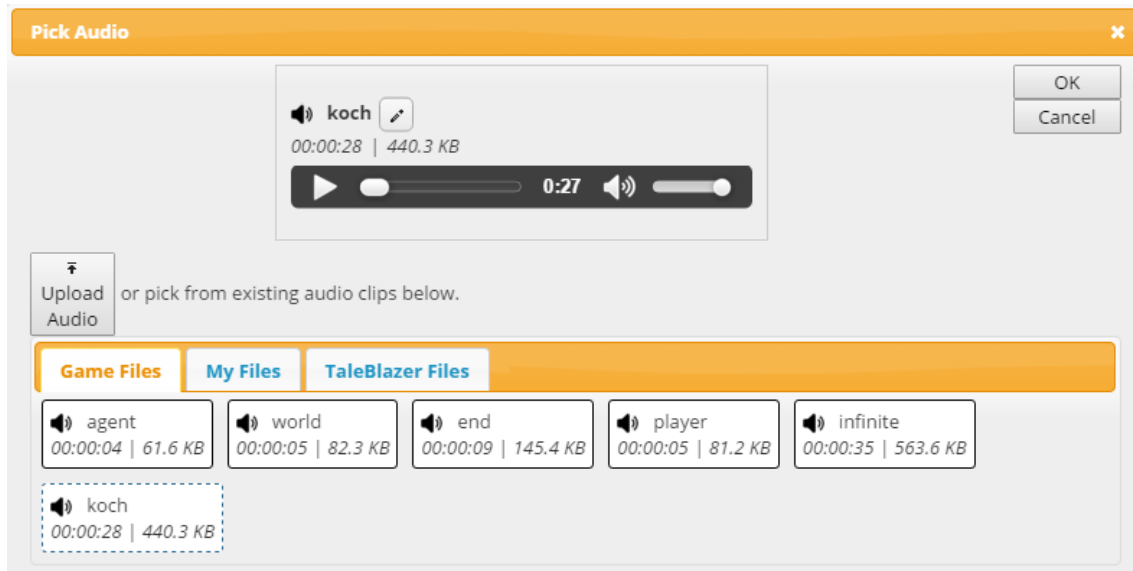 Pick Audio
OK
Cancel
koch
00:00:28 | 440.3 KB
0:27
Upload
Audio
or pick from existing audio clips below.
Game Files My Files TaleBlazer Files
agent world end player infinite
00:00:04 | 61.6 KB 00:00:05 | 82.3 KB 00:00:09 | 145.4 KB 00:00:05 | 81.2 KB 00:00:35 | 563.6 KB
koch
00:00:28 | 440.3 KB